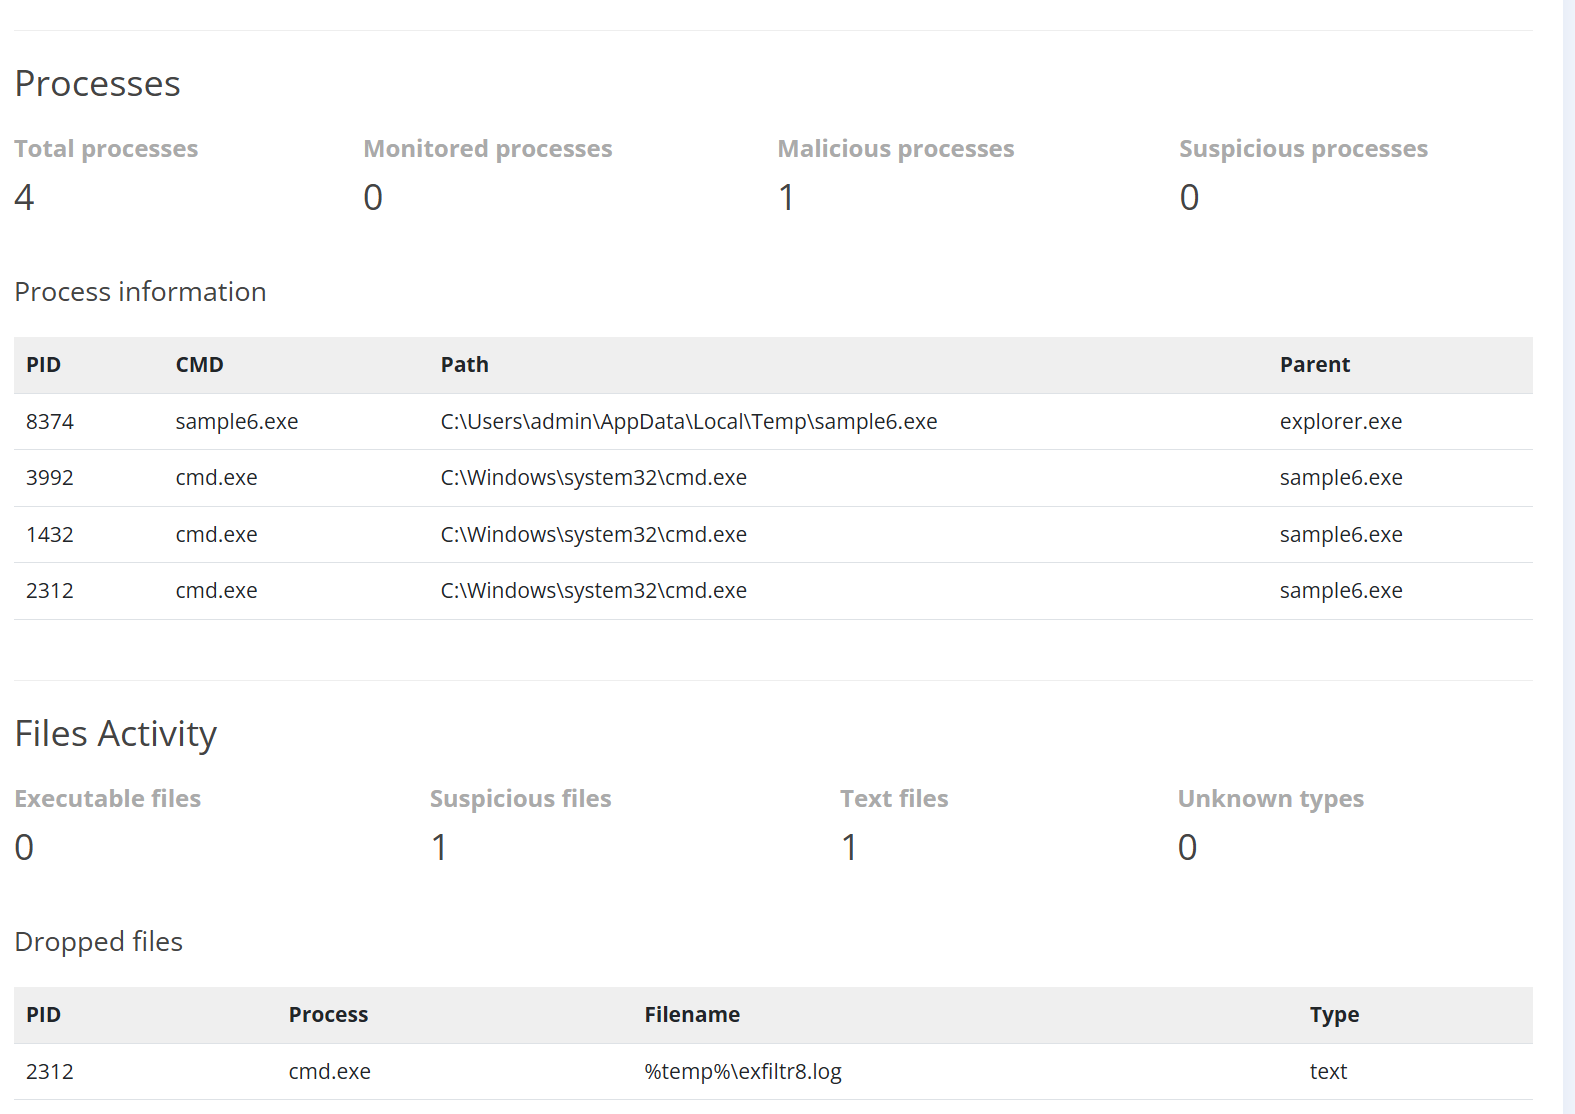 Processes
Total processes Monitored processes Malicious processes Suspicious processes
4 0 1 0
Process information
PID CMD Path Parent
8374 sample6.exe C:\Users\admin\AppData\Local\Temp\sample6.exe explorer.exe
3992 cmd.exe C:\Windows\system32\cmd.exe sample6.exe
1432 cmd.exe C:\Windows\system32\cmd.exe sample6.exe
2312 cmd.exe C:\Windows\system32\cmd.exe sample6.exe
Files Activity
Executable files Suspicious files Text files Unknown types
0 1 1 0
Dropped files
PID Process Filename Type
2312 cmd.exe %temp%\exfiltr8.log text